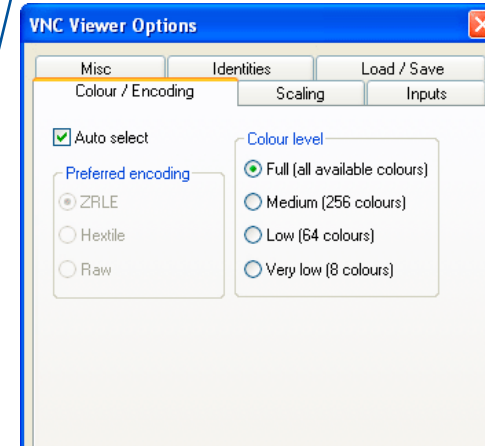 VNC Viewer Options
Misc
Identities
Load / Save
Colour / Encoding
Scaling
Inputs
Auto select
Preferred encoding
ZRLE
Hextile
Raw
Colour level
Full (all available colours)
Medium (256 colours)
Low (64 colours)
Very low (8 colours)